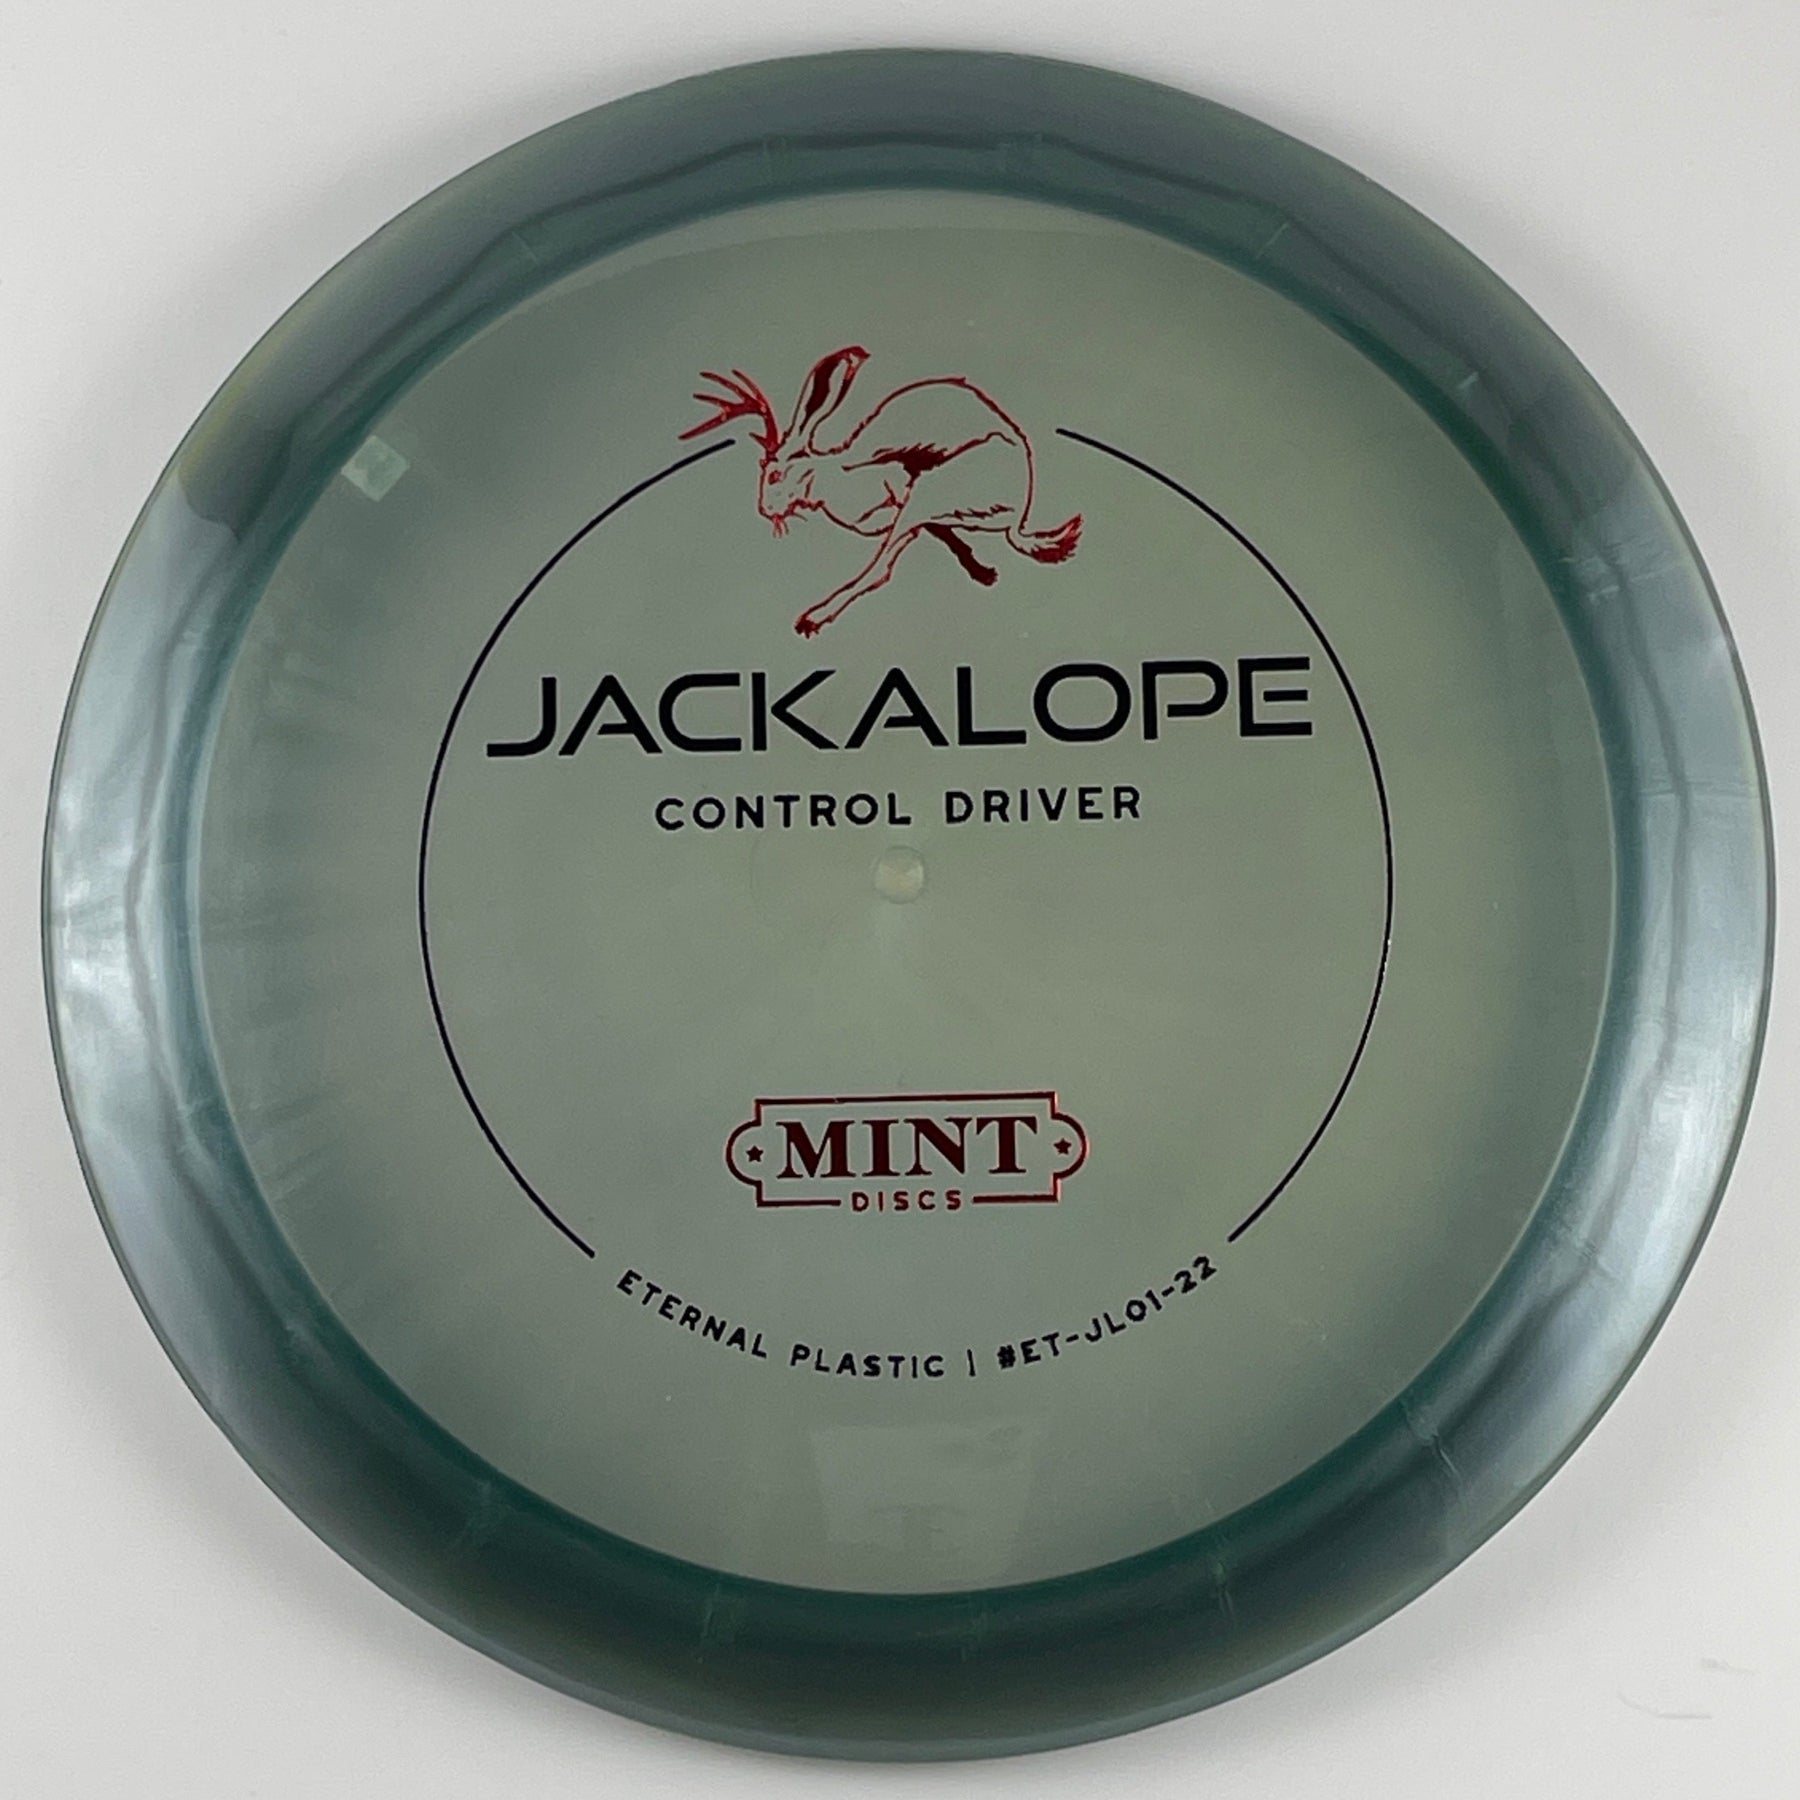 JACKALOPE
CONTROL DRIVER
MINT
DISCS
ETERNAL PLASTIC | #ET-JL01-22